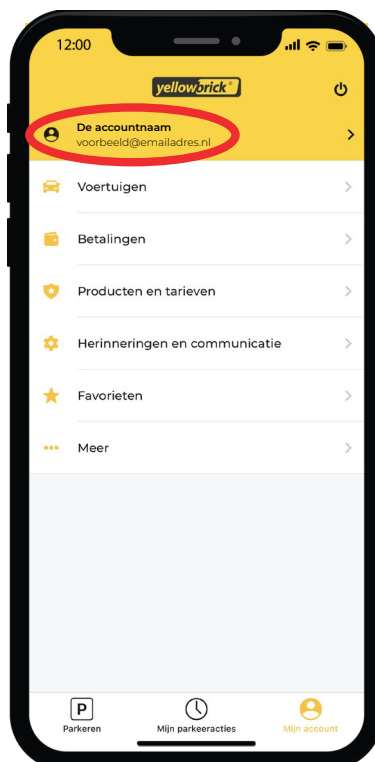 12:00
yellowbrick®
De accountnaam
voorbeeld@emailadres.nl
Voertuigen
Betalingen
Producten en tarieven
Herinneringen en communicatie
Favorieten
Meer
P
Parkeren
Mijn parkeeracties
Mijn account